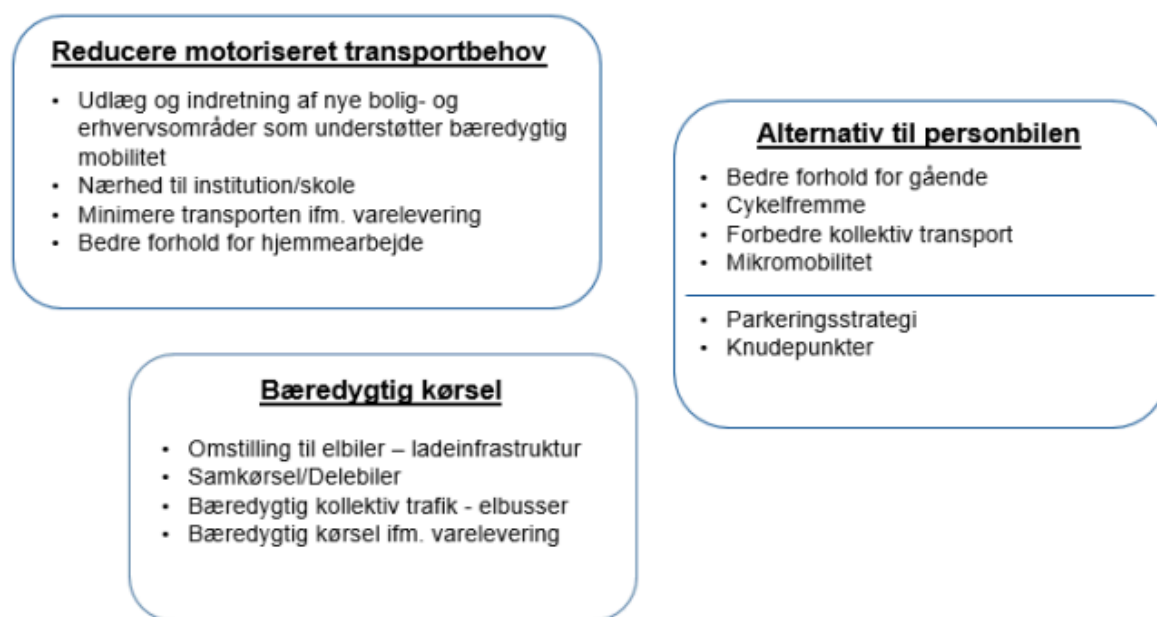 Reducere motoriseret transportbehov
• Udlæg og indretning af nye bolig- og
erhvervsområder som understøtter bæredygtig
mobilitet
• Nærhed til institution/skole
• Minimere transporten ifm. varelevering
• Bedre forhold for hjemmearbejde
Alternativ til personbilen
• Bedre forhold for gående
• Cykelfremme
• Forbedre kollektiv transport
• Mikromobilitet
• Parkeringsstrategi
• Knudepunkter
Bæredygtig kørsel
• Omstilling til elbiler – ladeinfrastruktur
• Samkørsel/Delebiler
• Bæredygtig kollektiv trafik - elbusser
• Bæredygtig kørsel ifm. varelevering